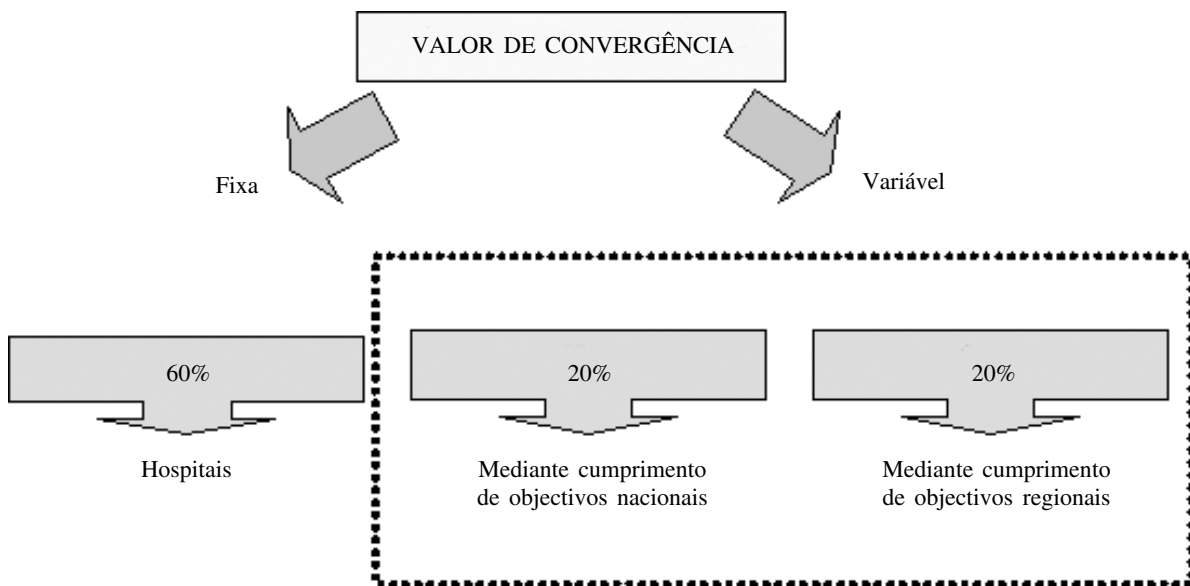 VALOR DE CONVERGÊNCIA
Fixa
Variável
60%
20%
20%
Hospitais
Mediante cumprimento
de objectivos nacionais
Mediante cumprimento
de objectivos regionais